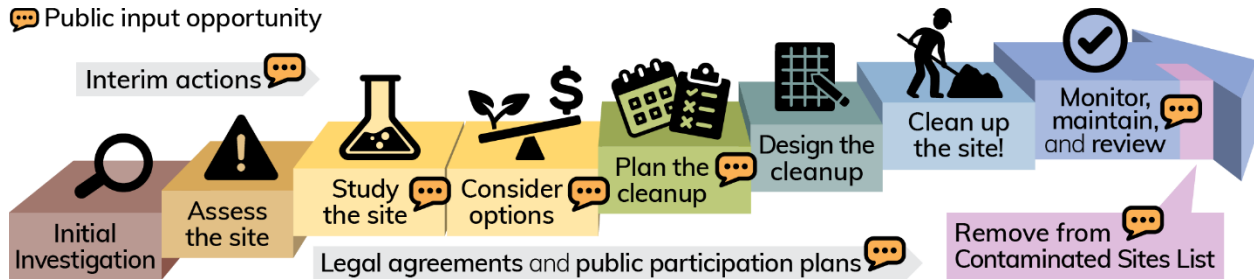 Public input opportunity
Interim actions
Initial
Investigation
Assess
the site
Study
the site
Consider
options
Plan the
cleanup
Design the
cleanup
Clean up
the site!
Monitor,
maintain,
and review
Legal agreements and public participation plans
Remove from
Contaminated Sites List